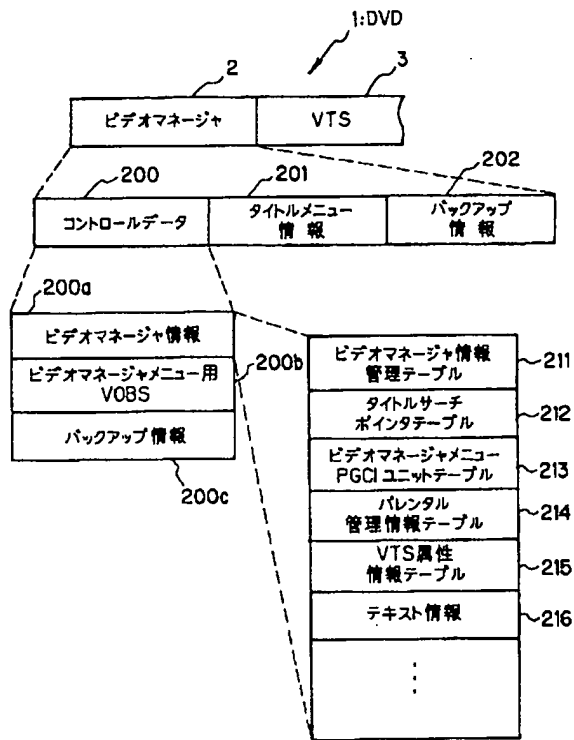 1:DVD
2
3
ビデオマネージャ
VTS
200
201
202
コントロールデータ
タイトルメニュー
情報
バックアップ
情報
200a
ビデオマネージャ情報
ビデオマネージャメニュー用
VOBS
200b
バックアップ情報
200c
ビデオマネージャ情報
管理テーブル
211
タイトルサーチ
ポインタテーブル
212
ビデオマネージャメニュー
PGCIユニットテーブル
213
パレンタル
管理情報テーブル
214
VTS属性
情報テーブル
215
テキスト情報
216
⋮